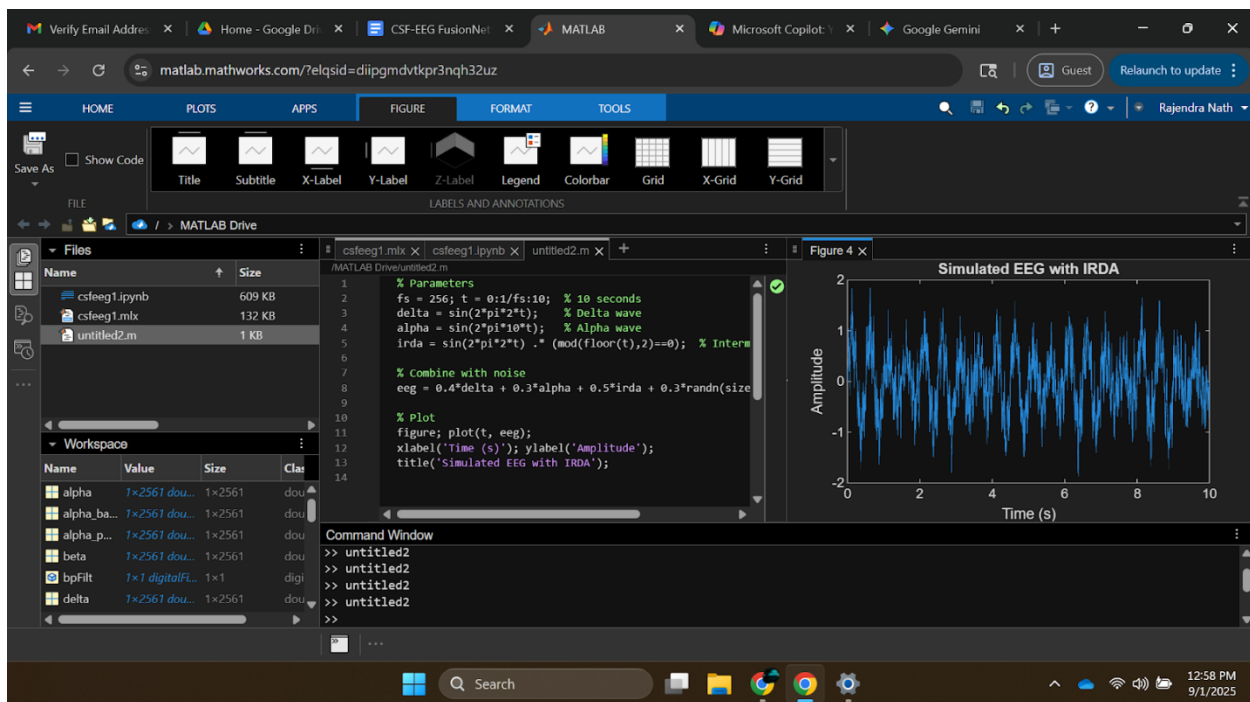 Verify Email Addres
Home - Google Dri
CSF-EEG FusionNet
MATLAB
Microsoft Copilot: Y
Google Gemini
matlab.mathworks.com/?elqsid=diipgmdvtkpr3nqh32uz
Guest
Relaunch to update
HOME PLOTS APPS FIGURE FORMAT TOOLS
Rajendra Nath
Save As
Show Code
Title Subtitle X-Label Y-Label Z-Label Legend Colorbar Grid X-Grid Y-Grid
FILE
LABELS AND ANNOTATIONS
/ > MATLAB Drive
Files
Name Size
csfeeg1.ipynb 609 KB
csfeeg1.mlx 132 KB
untitled2.m 1 KB
Workspace
Name Value Size Clas
alpha 1×2561 dou... 1×2561 dou
alpha_ba... 1×2561 dou... 1×2561 dou
alpha_p... 1×2561 dou... 1×2561 dou
beta 1×2561 dou... 1×2561 dou
bpFilt 1×1 digitalFi... 1×1 digi
delta 1×2561 dou... 1×2561 dou
csfeeg1.mlx csfeeg1.ipynb untitled2.m
/MATLAB Drive/untitled2.m
1 % Parameters
2 fs = 256; t = 0:1/fs:10; % 10 seconds
3 delta = sin(2*pi*2*t); % Delta wave
4 alpha = sin(2*pi*10*t); % Alpha wave
5 irda = sin(2*pi*2*t) .* (mod(floor(t),2)==0); % Interm
6
7 % Combine with noise
8 eeg = 0.4*delta + 0.3*alpha + 0.5*irda + 0.3*randn(size
9
10 % Plot
11 figure; plot(t, eeg);
12 xlabel('Time (s)'); ylabel('Amplitude');
13 title('Simulated EEG with IRDA');
14
Figure 4
Simulated EEG with IRDA
Amplitude
2
1
0
-1
-2
0 2 4 6 8 10
Time (s)
Command Window
>> untitled2
>> untitled2
>> untitled2
>> untitled2
>>
Search
12:58 PM
9/1/2025